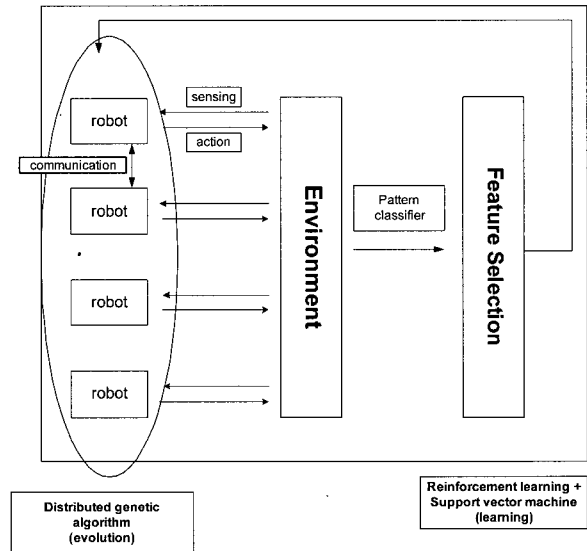 sensing
robot
action
communication
robot
robot
robot
Environment
Pattern
classifier
Feature Selection
Distributed genetic
algorithm
(evolution)
Reinforcement learning +
Support vector machine
(learning)